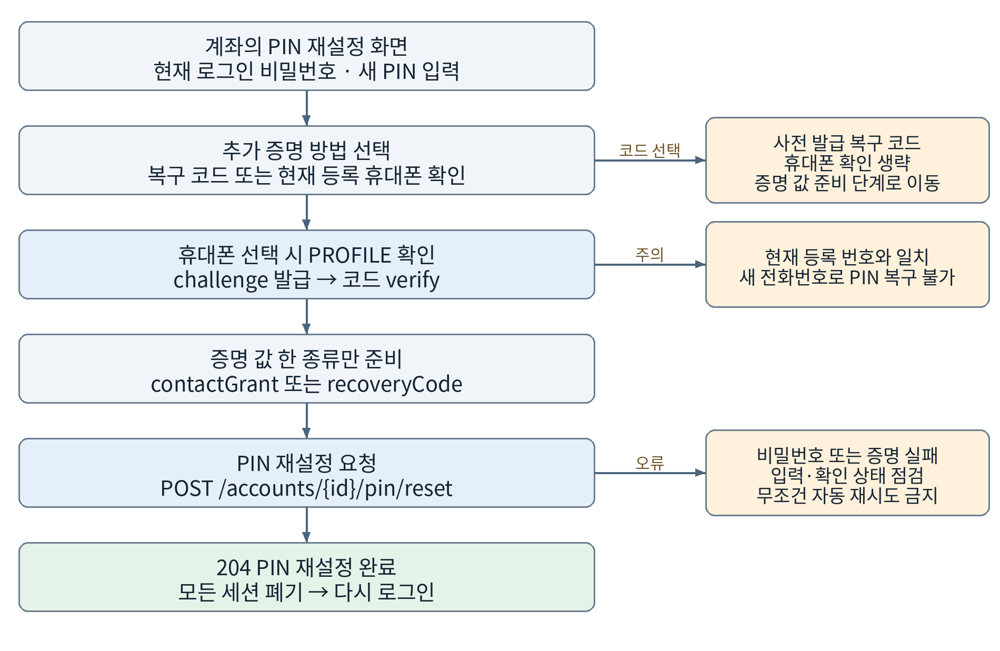 계좌의 PIN 재설정 화면
현재 로그인 비밀번호 · 새 PIN 입력
추가 증명 방법 선택
복구 코드 또는 현재 등록 휴대폰 확인
코드 선택
사전 발급 복구 코드
휴대폰 확인 생략
증명 값 준비 단계로 이동
휴대폰 선택 시 PROFILE 확인
challenge 발급 → 코드 verify
주의
현재 등록 번호와 일치
새 전화번호로 PIN 복구 불가
증명 값 한 종류만 준비
contactGrant 또는 recoveryCode
PIN 재설정 요청
POST /accounts/{id}/pin/reset
오류
비밀번호 또는 증명 실패
입력·확인 상태 점검
무조건 자동 재시도 금지
204 PIN 재설정 완료
모든 세션 폐기 → 다시 로그인